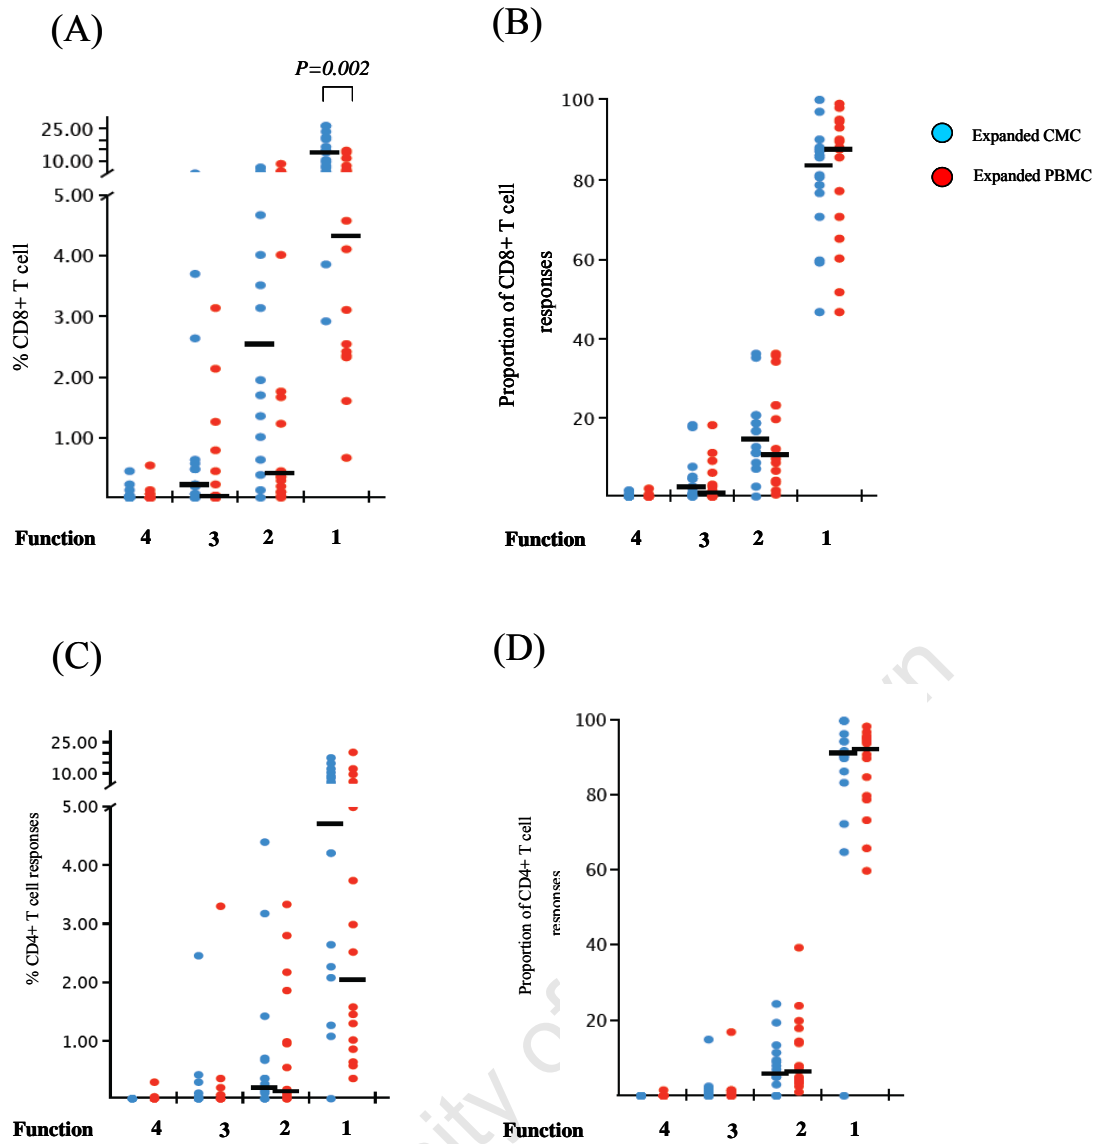 (A)
P=0.002
25.00
10.00
5.00
4.00
3.00
2.00
1.00
% CD8+ T cell
Function 4 3 2 1
(B)
100
80
60
40
20
Proportion of CD8+ T cell
responses
Function 4 3 2 1
Expanded CMC
Expanded PBMC
(C)
25.00
10.00
5.00
4.00
3.00
2.00
1.00
% CD4+ T cell responses
Function 4 3 2 1
(D)
100
80
60
40
20
Proportion of CD4+ T cell
responses
Function 4 3 2 1